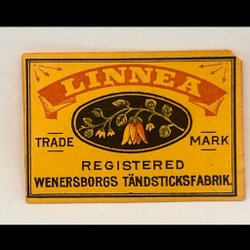 LINNEA
TRADE MARK
REGISTERED
WENERSBORGS TÄNDSTICKSFABRIK.